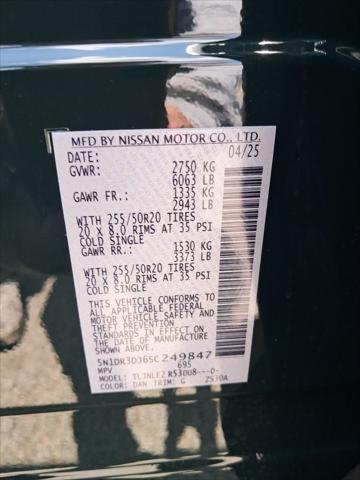 MFD BY NISSAN MOTOR CO., LTD.
DATE: 04/25
GVWR: 2750 KG
6063 LB
GAWR FR.: 1335 KG
2943 LB
WITH 255/50R20 TIRES
20 X 8.0 RIMS AT 35 PSI
COLD SINGLE
GAWR RR.: 1530 KG
3373 LB
WITH 255/50R20 TIRES
20 X 8.0 RIMS AT 35 PSI
COLD SINGLE
THIS VEHICLE CONFORMS TO
ALL APPLICABLE FEDERAL
MOTOR VEHICLE SAFETY AND
THEFT PREVENTION
STANDARDS IN EFFECT ON
THE DATE OF MANUFACTURE
SHOWN ABOVE.
5N1DR3DJ6SC249847
MPV 695
MODEL: TLJNLE2 R53DU8---D-
COLOR: DAN TRIM: G ZS30A